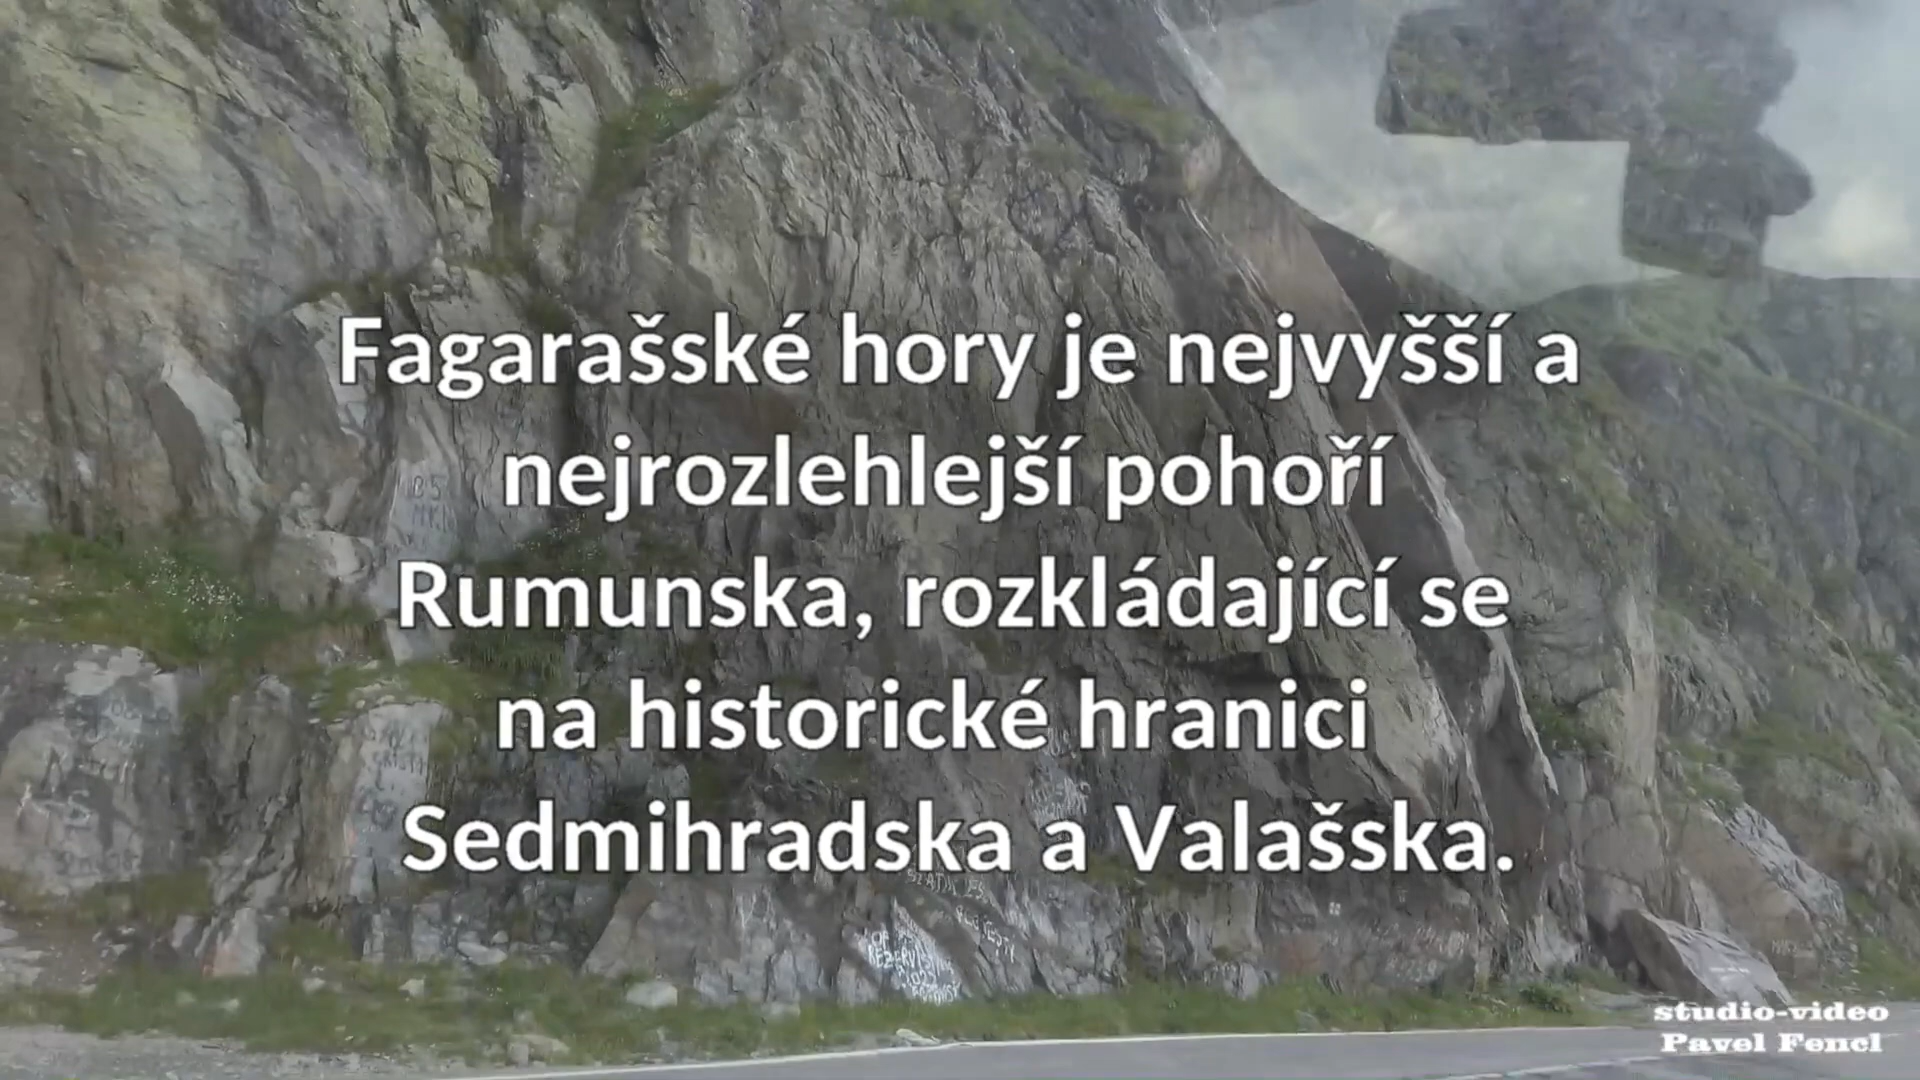 Fagarašské hory je nejvyšší a
nejrozlehlejší pohoří
Rumunska, rozkládající se
na historické hranici
Sedmihradska a Valašska.
studio-video
Pavel Fencl